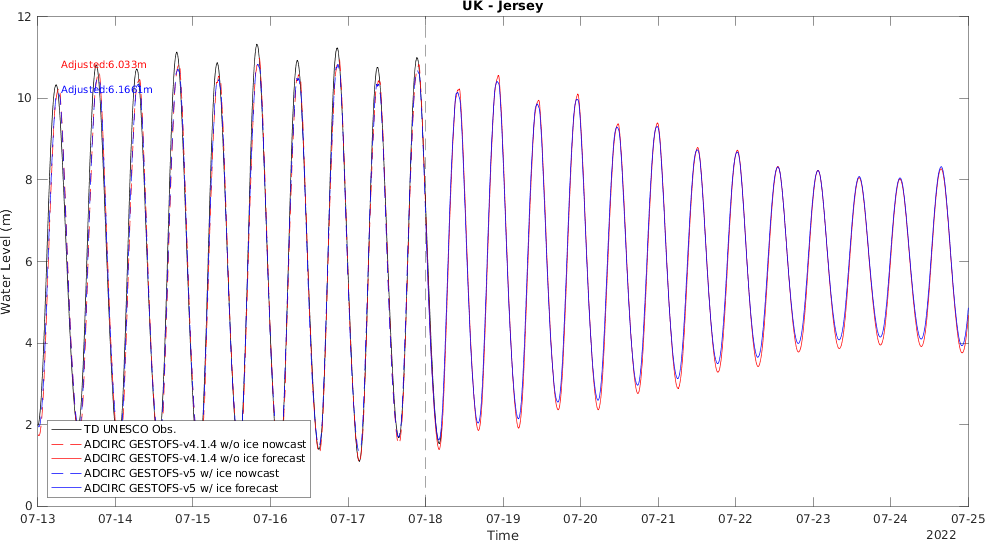 UK - Jersey
12
10
8
6
4
2
0
Water Level (m)
Adjusted:6.033m
Adjusted:6.1661m
TD UNESCO Obs.
ADCIRC GESTOFS-v4.1.4 w/o ice nowcast
ADCIRC GESTOFS-v4.1.4 w/o ice forecast
ADCIRC GESTOFS-v5 w/ ice nowcast
ADCIRC GESTOFS-v5 w/ ice forecast
07-13 07-14 07-15 07-16 07-17 07-18 07-19 07-20 07-21 07-22 07-23 07-24 07-25
Time
2022